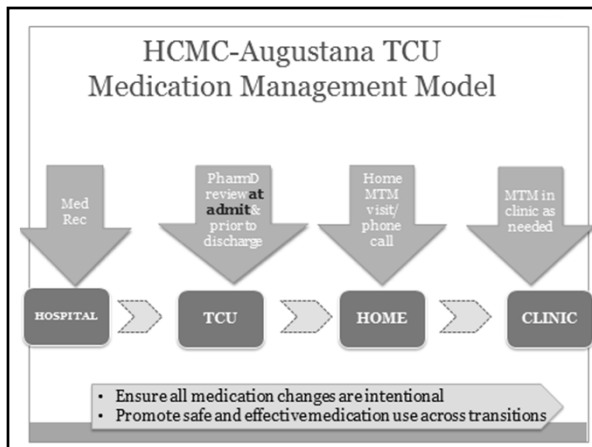 HCMC-Augustana TCU
Medication Management Model
Med
Rec
PharmD
review at
admit &
prior to
discharge
Home
MTM
visit/
phone
call
MTM in
clinic as
needed
HOSPITAL
TCU
HOME
CLINIC
• Ensure all medication changes are intentional
• Promote safe and effective medication use across transitions